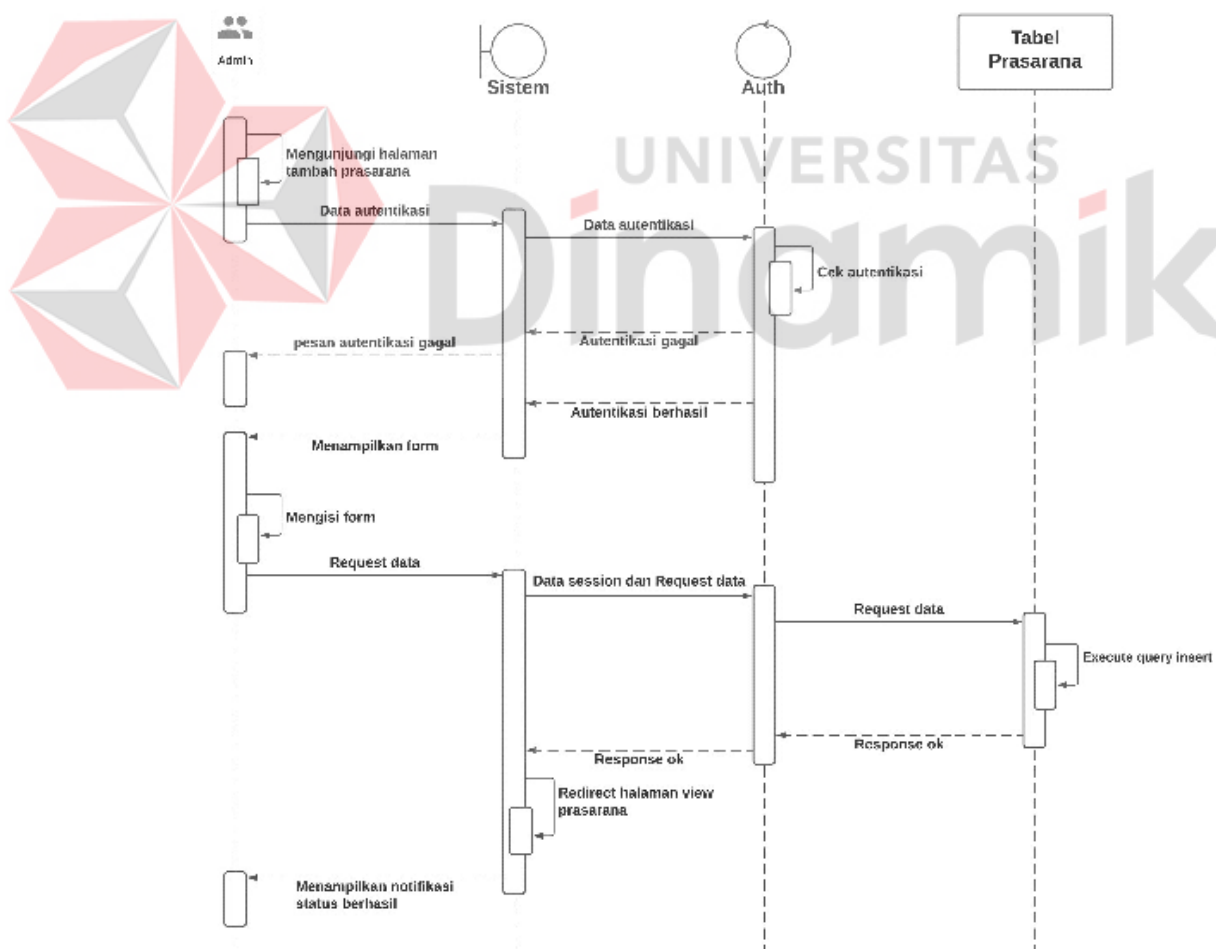 Admin
Sistem
Auth
Tabel
Prasarana
UNIVERSITAS
Dinamika
Mengunjungi halaman
tambah prasarana
Data autentikasi
Data autentikasi
Cek autentikasi
Autentikasi gagal
pesan autentikasi gagal
Autentikasi berhasil
Menampilkan form
Mengisi form
Request data
Data session dan Request data
Request data
Execute query insert
Response ok
Response ok
Redirect halaman view
prasarana
Menampilkan notifikasi
status berhasil